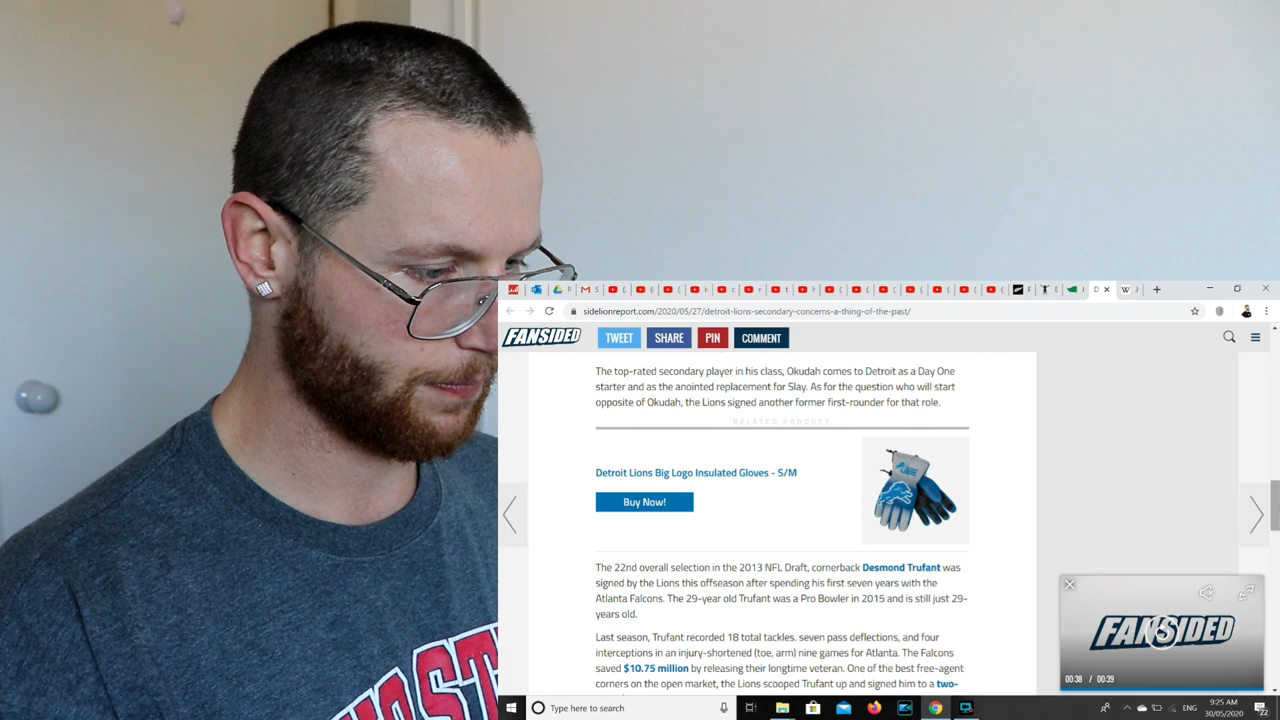 sidelionreport.com/2020/05/27/detroit-lions-secondary-concerns-a-thing-of-the-past/
FANSIDED
TWEET
SHARE
PIN
COMMENT
The top-rated secondary player in his class, Okudah comes to Detroit as a Day One
starter and as the anointed replacement for Slay. As for the question who will start
opposite of Okudah, the Lions signed another former first-rounder for that role.
RELATED PRODUCT
Detroit Lions Big Logo Insulated Gloves - S/M
Buy Now!
The 22nd overall selection in the 2013 NFL Draft, cornerback Desmond Trufant was
signed by the Lions this offseason after spending his first seven years with the
Atlanta Falcons. The 29-year old Trufant was a Pro Bowler in 2015 and is still just 29-
years old.
Last season, Trufant recorded 18 total tackles. seven pass deflections, and four
interceptions in an injury-shortened (toe, arm) nine games for Atlanta. The Falcons
saved $10.75 million by releasing their longtime veteran. One of the best free-agent
corners on the open market, the Lions scooped Trufant up and signed him to a two-
FANSIDED
00:38 / 00:39
Type here to search
ENG
9:25 AM
30/05/2020
22